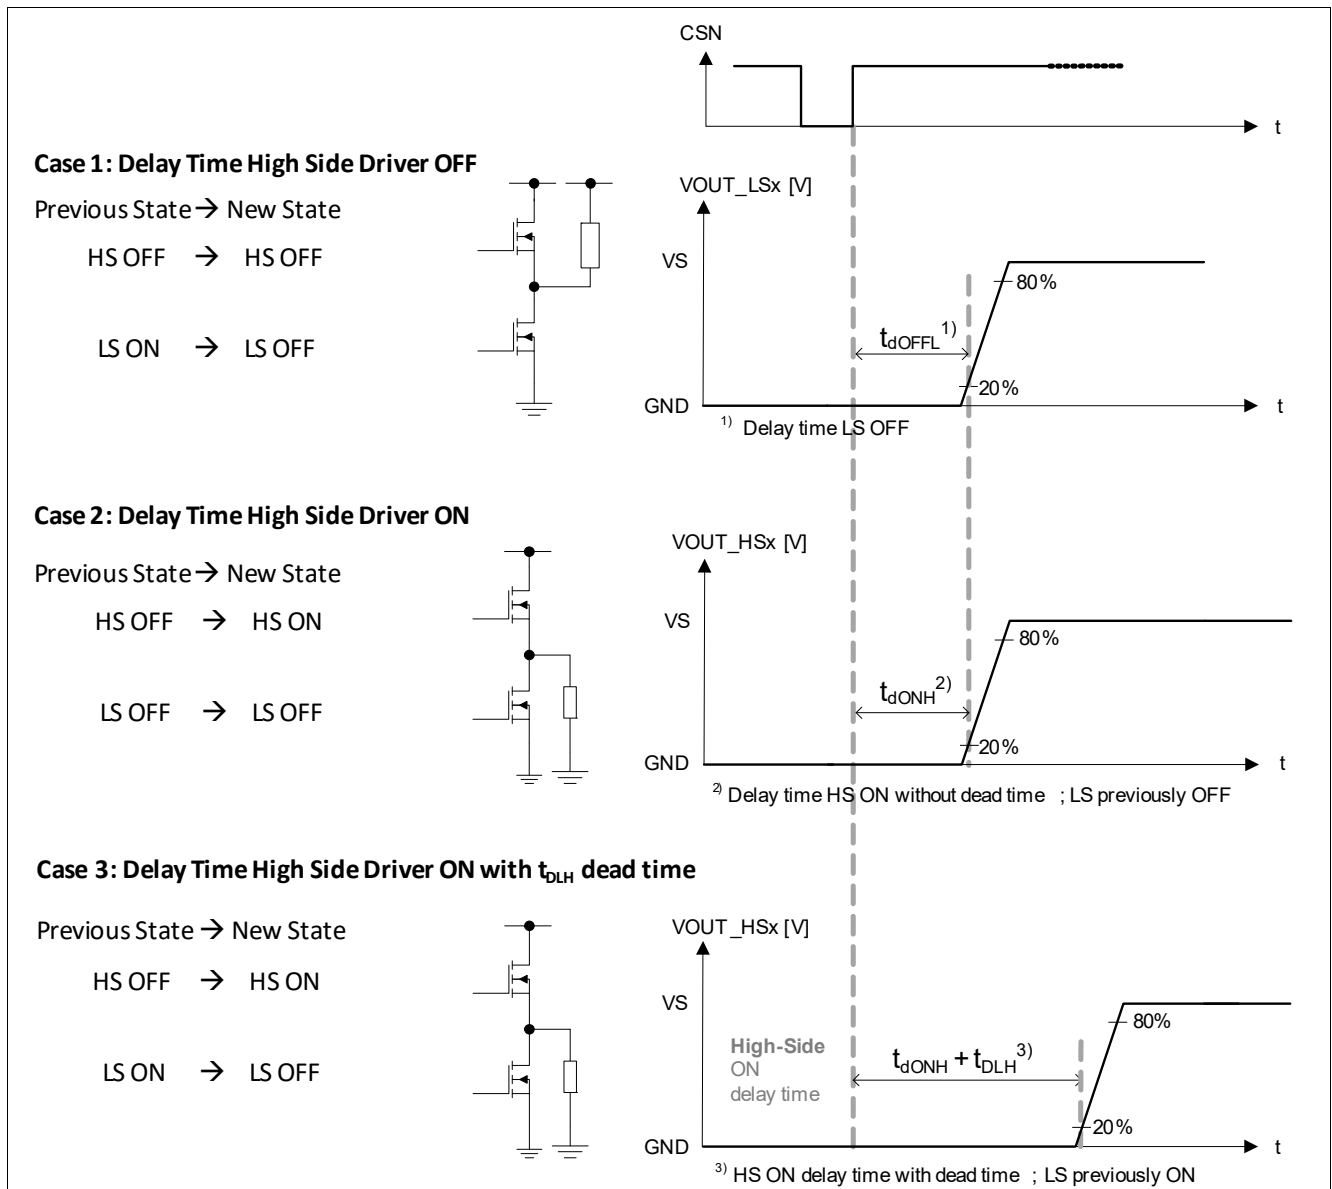 CSN
t
Case 1: Delay Time High Side Driver OFF
Previous State → New State
HS OFF → HS OFF
LS ON → LS OFF
VOUT_LSx [V]
VS
80%
tdOFFL1)
20%
GND
t
1) Delay time LS OFF
Case 2: Delay Time High Side Driver ON
Previous State → New State
HS OFF → HS ON
LS OFF → LS OFF
VOUT_HSx [V]
VS
80%
tdONH2)
20%
GND
t
2) Delay time HS ON without dead time ; LS previously OFF
Case 3: Delay Time High Side Driver ON with tDLH dead time
Previous State → New State
HS OFF → HS ON
LS ON → LS OFF
VOUT_HSx [V]
VS
80%
High-Side
ON
delay time
tdONH + tDLH3)
20%
GND
t
3) HS ON delay time with dead time ; LS previously ON